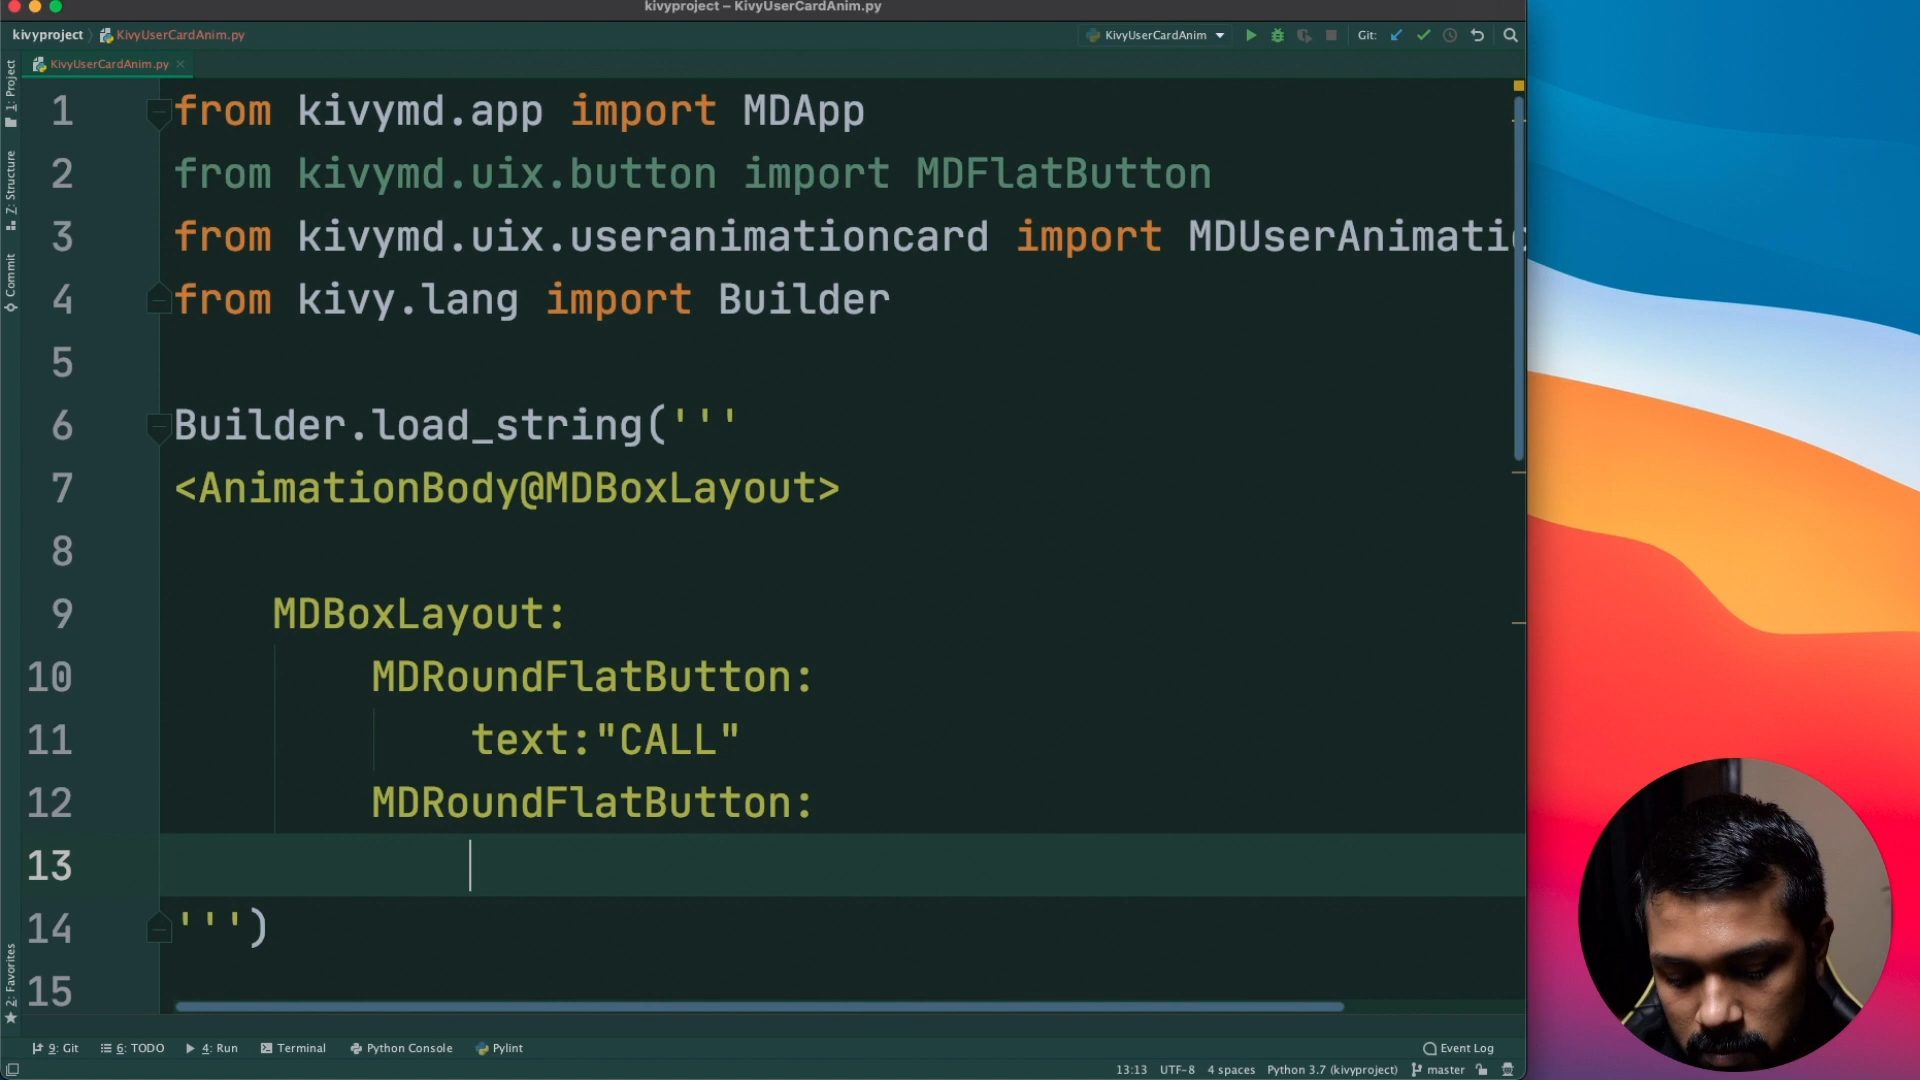 kivyproject – KivyUserCardAnim.py
kivyproject KivyUserCardAnim.py
KivyUserCardAnim Git:
KivyUserCardAnim.py
1: Project
Z: Structure
Commit
2: Favorites
1 from kivymd.app import MDApp
2 from kivymd.uix.button import MDFlatButton
3 from kivymd.uix.useranimationcard import MDUserAnimatio
4 from kivy.lang import Builder
5
6 Builder.load_string('''
7 <AnimationBody@MDBoxLayout>
8
9 MDBoxLayout:
10 MDRoundFlatButton:
11 text:"CALL"
12 MDRoundFlatButton:
13
14 ''')
15
9: Git 6: TODO 4: Run Terminal Python Console Pylint Event Log
13:13 UTF-8 4 spaces Python 3.7 (kivyproject) master